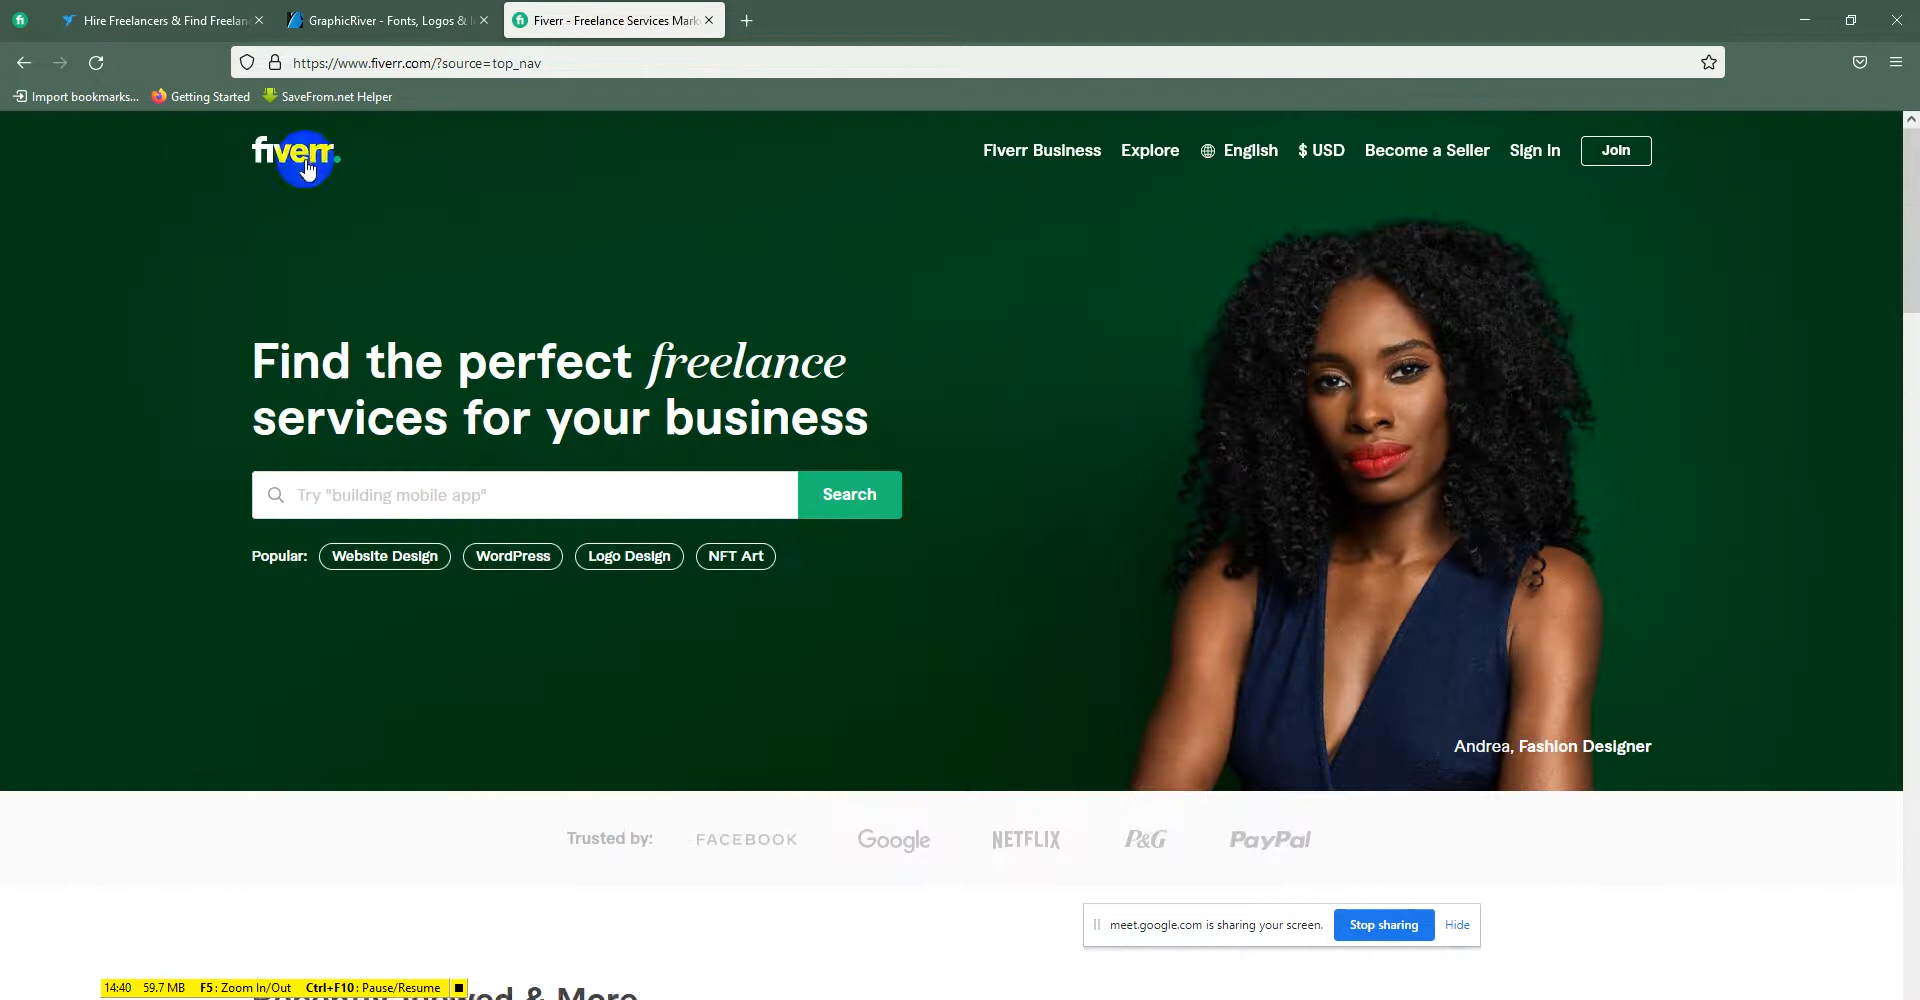 Hire Freelancers & Find Freelan
GraphicRiver - Fonts, Logos &
Fiverr - Freelance Services Mark
https://www.fiverr.com/?source=top_nav
Import bookmarks...
Getting Started
SaveFrom.net Helper
fiverr.
Fiverr Business
Explore
English
$ USD
Become a Seller
Sign in
Join
Find the perfect freelance
services for your business
Try "building mobile app"
Search
Popular:
Website Design
WordPress
Logo Design
NFT Art
Andrea, Fashion Designer
Trusted by:
FACEBOOK
Google
NETFLIX
P&G
PayPal
meet.google.com is sharing your screen.
Stop sharing
Hide
14:40 59.7 MB F5: Zoom In/Out Ctrl+F10: Pause/Resume
& More